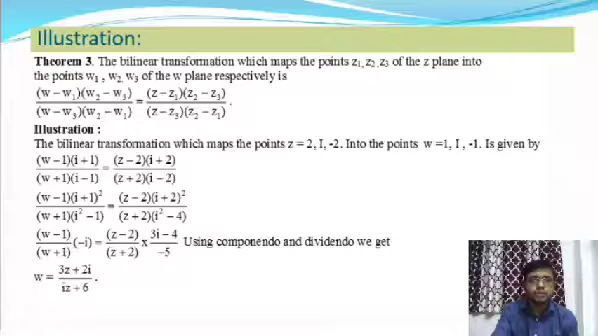 Illustration:
Theorem 3. The bilinear transformation which maps the points z₁, z₂, z₃ of the z plane into
the points w₁ , w₂, w₃ of the w plane respectively is
(w − w₁)(w₂ − w₃)/(w − w₃)(w₂ − w₁) = (z − z₁)(z₂ − z₃)/(z − z₃)(z₂ − z₁) .
Illustration :
The bilinear transformation which maps the points z = 2, I, -2. Into the points w =1, I , -1. Is given by
(w − 1)(i + 1)/(w + 1)(i − 1) = (z − 2)(i + 2)/(z + 2)(i − 2)
(w − 1)(i + 1)²/(w + 1)(i² − 1) = (z − 2)(i + 2)²/(z + 2)(i² − 4)
(w − 1)/(w + 1) (−i) = (z − 2)/(z + 2) x 3i − 4/−5 Using componendo and dividendo we get
w = 3z + 2i/iz + 6 .